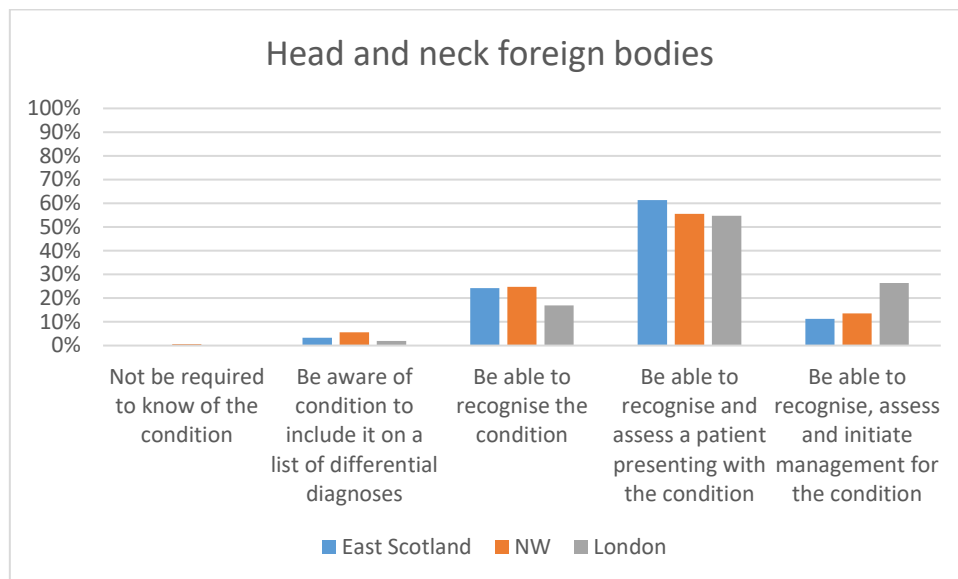 Head and neck foreign bodies
100%
90%
80%
70%
60%
50%
40%
30%
20%
10%
0%
Not be required
to know of the
condition
Be aware of
condition to
include it on a
list of differential
diagnoses
Be able to
recognise the
condition
Be able to
recognise and
assess a patient
presenting with
the condition
Be able to
recognise, assess
and initiate
management for
the condition
East Scotland
NW
London